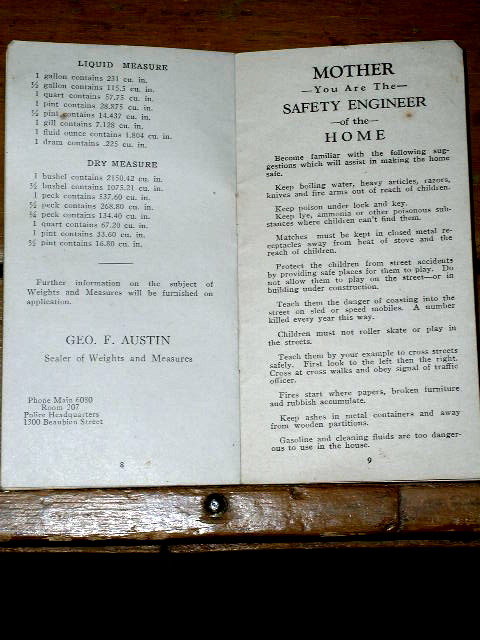 LIQUID MEASURE
1 gallon contains 231 cu. in.
½ gallon contains 115.5 cu. in.
1 quart contains 57.75 cu. in.
1 pint contains 28.875 cu. in.
½ pint contains 14.437 cu. in.
1 gill contains 7.128 cu. in.
1 fluid ounce contains 1.804 cu. in.
1 dram contains .225 cu. in.
DRY MEASURE
1 bushel contains 2150.42 cu. in.
½ bushel contains 1075.21 cu. in.
1 peck contains 537.60 cu. in.
½ peck contains 268.80 cu. in.
¼ peck contains 134.40 cu. in.
1 quart contains 67.20 cu. in.
1 pint contains 33.60 cu. in.
½ pint contains 16.80 cu. in.
Further information on the subject of
Weights and Measures will be furnished on
application.
GEO. F. AUSTIN
Sealer of Weights and Measures
Phone Main 6080
Room 207
Police Headquarters
1300 Beaubien Street
8
MOTHER
—You Are The—
SAFETY ENGINEER
—of the—
HOME
Become familiar with the following sug-
gestions which will assist in making the home
safe.
Keep boiling water, heavy articles, razors,
knives and fire arms out of reach of children.
Keep poison under lock and key.
Keep lye, ammonia or other poisonous sub-
stances where children can't find them.
Matches must be kept in closed metal re-
ceptacles away from heat of stove and the
reach of children.
Protect the children from street accidents
by providing safe places for them to play. Do
not allow them to play on the street—or in
building under construction.
Teach them the danger of coasting into the
street on sled or speed mobiles. A number
killed every year this way.
Children must not roller skate or play in
the streets.
Teach them by your example to cross streets
safely. First look to the left then the right.
Cross at cross walks and obey signal of traffic
officer.
Fires start where papers, broken furniture
and rubbish accumulate.
Keep ashes in metal containers and away
from wooden partitions.
Gasoline and cleaning fluids are too danger-
ous to use in the house.
9